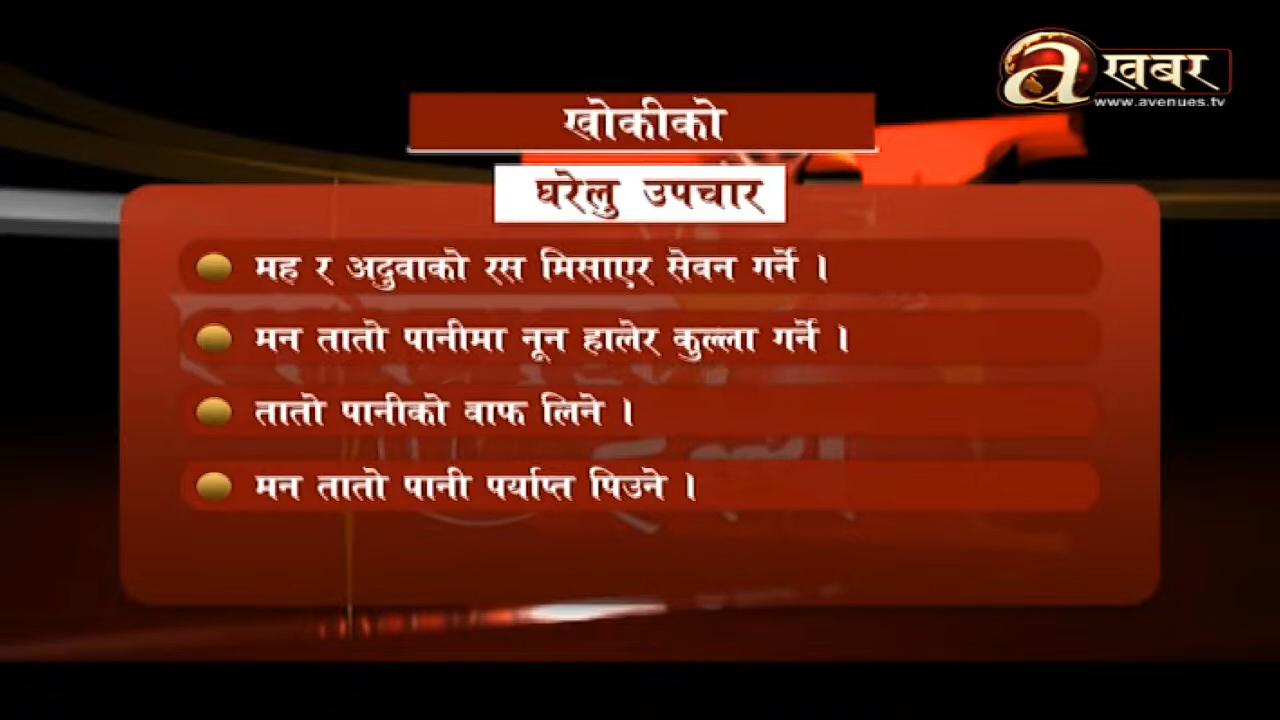 a खबर
www.avenues.tv
खोकीको
घरेलु उपचार
मह र अदुवाको रस मिसाएर सेवन गर्ने ।
मन तातो पानीमा नून हालेर कुल्ला गर्ने ।
तातो पानीको वाफ लिने ।
मन तातो पानी पर्याप्त पिउने ।